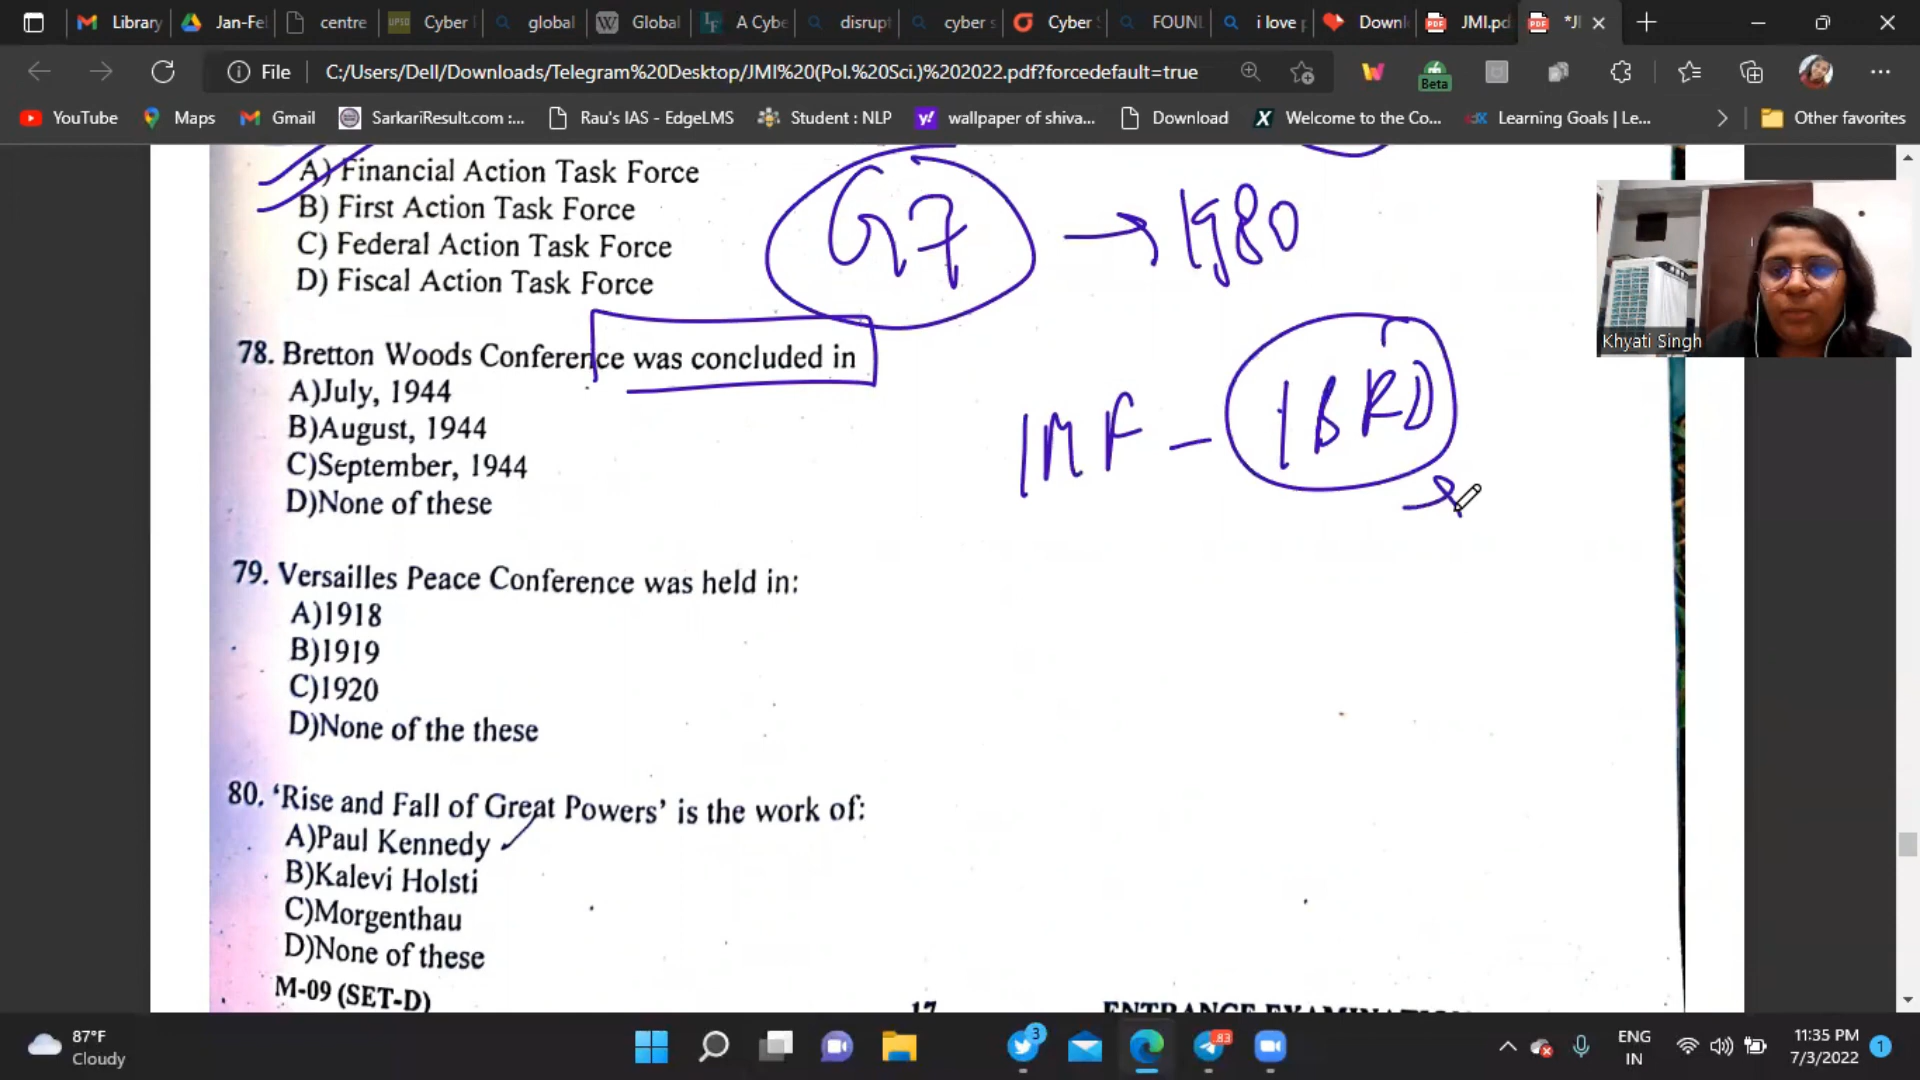 Library
Jan-Fe
centre
Cyber
global
Global
A Cybe
disrupt
cyber s
Cyber
FOUN
i love p
Downl
JMI.pd
File
C:/Users/Dell/Downloads/Telegram%20Desktop/JMI%20(Pol.%20Sci.)%202022.pdf?forcedefault=true
Beta
YouTube
Maps
Gmail
SarkariResult.com :...
Rau's IAS - EdgeLMS
Student : NLP
wallpaper of shiva...
Download
Welcome to the Co...
Learning Goals | Le...
Other favorites
A) Financial Action Task Force
B) First Action Task Force
C) Federal Action Task Force
D) Fiscal Action Task Force
G7 → 1980
Khyati Singh
78. Bretton Woods Conference was concluded in
A)July, 1944
B)August, 1944
C)September, 1944
D)None of these
IMF - IBRD
79. Versailles Peace Conference was held in:
A)1918
B)1919
C)1920
D)None of the these
80. ‘Rise and Fall of Great Powers’ is the work of:
A)Paul Kennedy
B)Kalevi Holsti
C)Morgenthau
D)None of these
M-09 (SET-D)
17
ENTRANCE EXAMINATION
87°F
Cloudy
3
83
ENG
IN
11:35 PM
7/3/2022
1